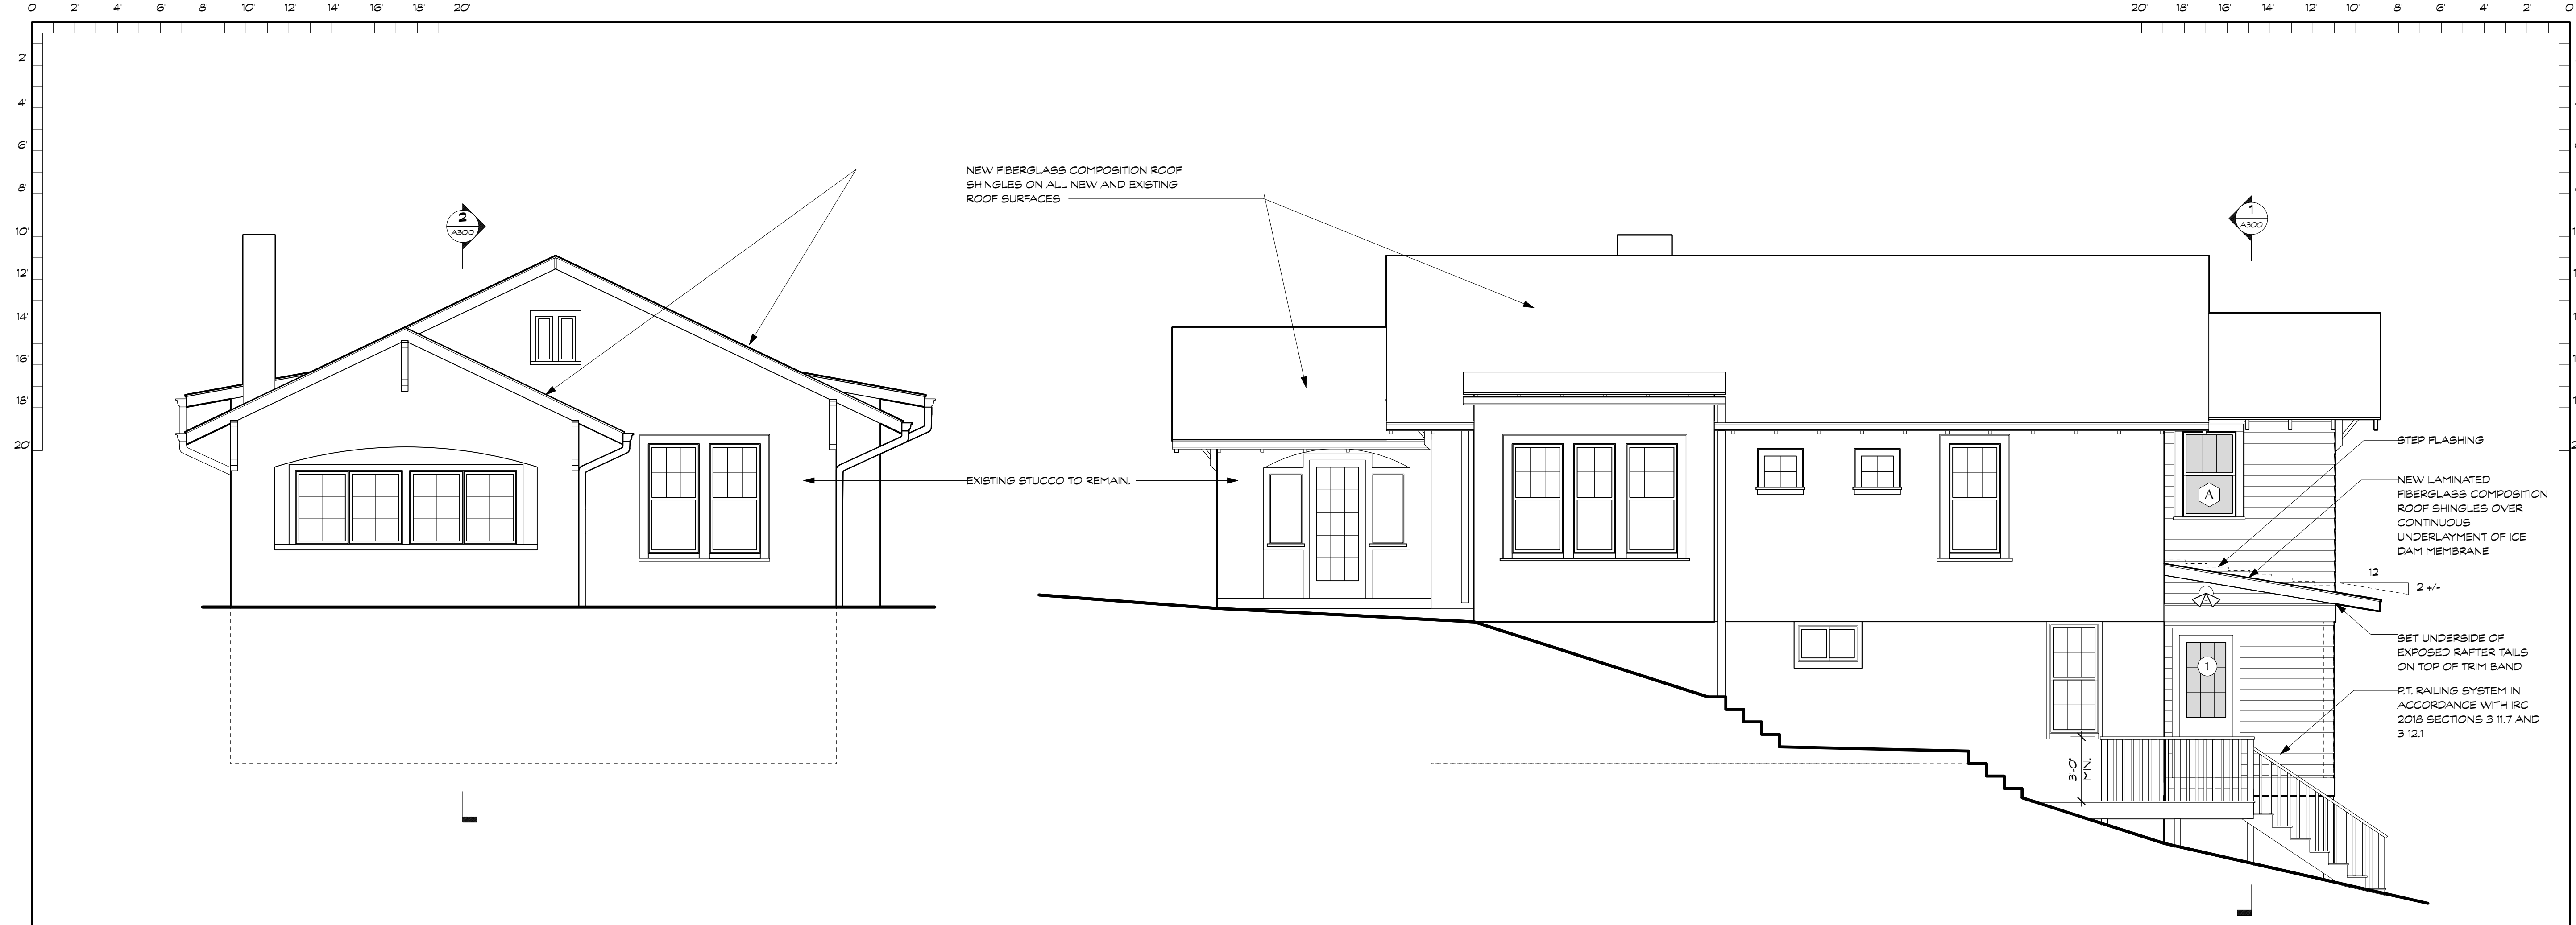 0 2' 4' 6' 8' 10' 12' 14' 16' 18' 20'
20' 18' 16' 14' 12' 10' 8' 6' 4' 2' 0
2'
4'
6'
8'
10'
12'
14'
16'
18'
20'
NEW FIBERGLASS COMPOSITION ROOF
SHINGLES ON ALL NEW AND EXISTING
ROOF SURFACES
2
A300
1
A300
EXISTING STUCCO TO REMAIN.
STEP FLASHING
NEW LAMINATED
FIBERGLASS COMPOSITION
ROOF SHINGLES OVER
CONTINUOUS
UNDERLAYMENT OF ICE
DAM MEMBRANE
A
12
2 +/-
SET UNDERSIDE OF
EXPOSED RAFTER TAILS
ON TOP OF TRIM BAND
1
P.T. RAILING SYSTEM IN
ACCORDANCE WITH IRC
2018 SECTIONS 3 11.7 AND
3 12.1
3'-0"
MIN.